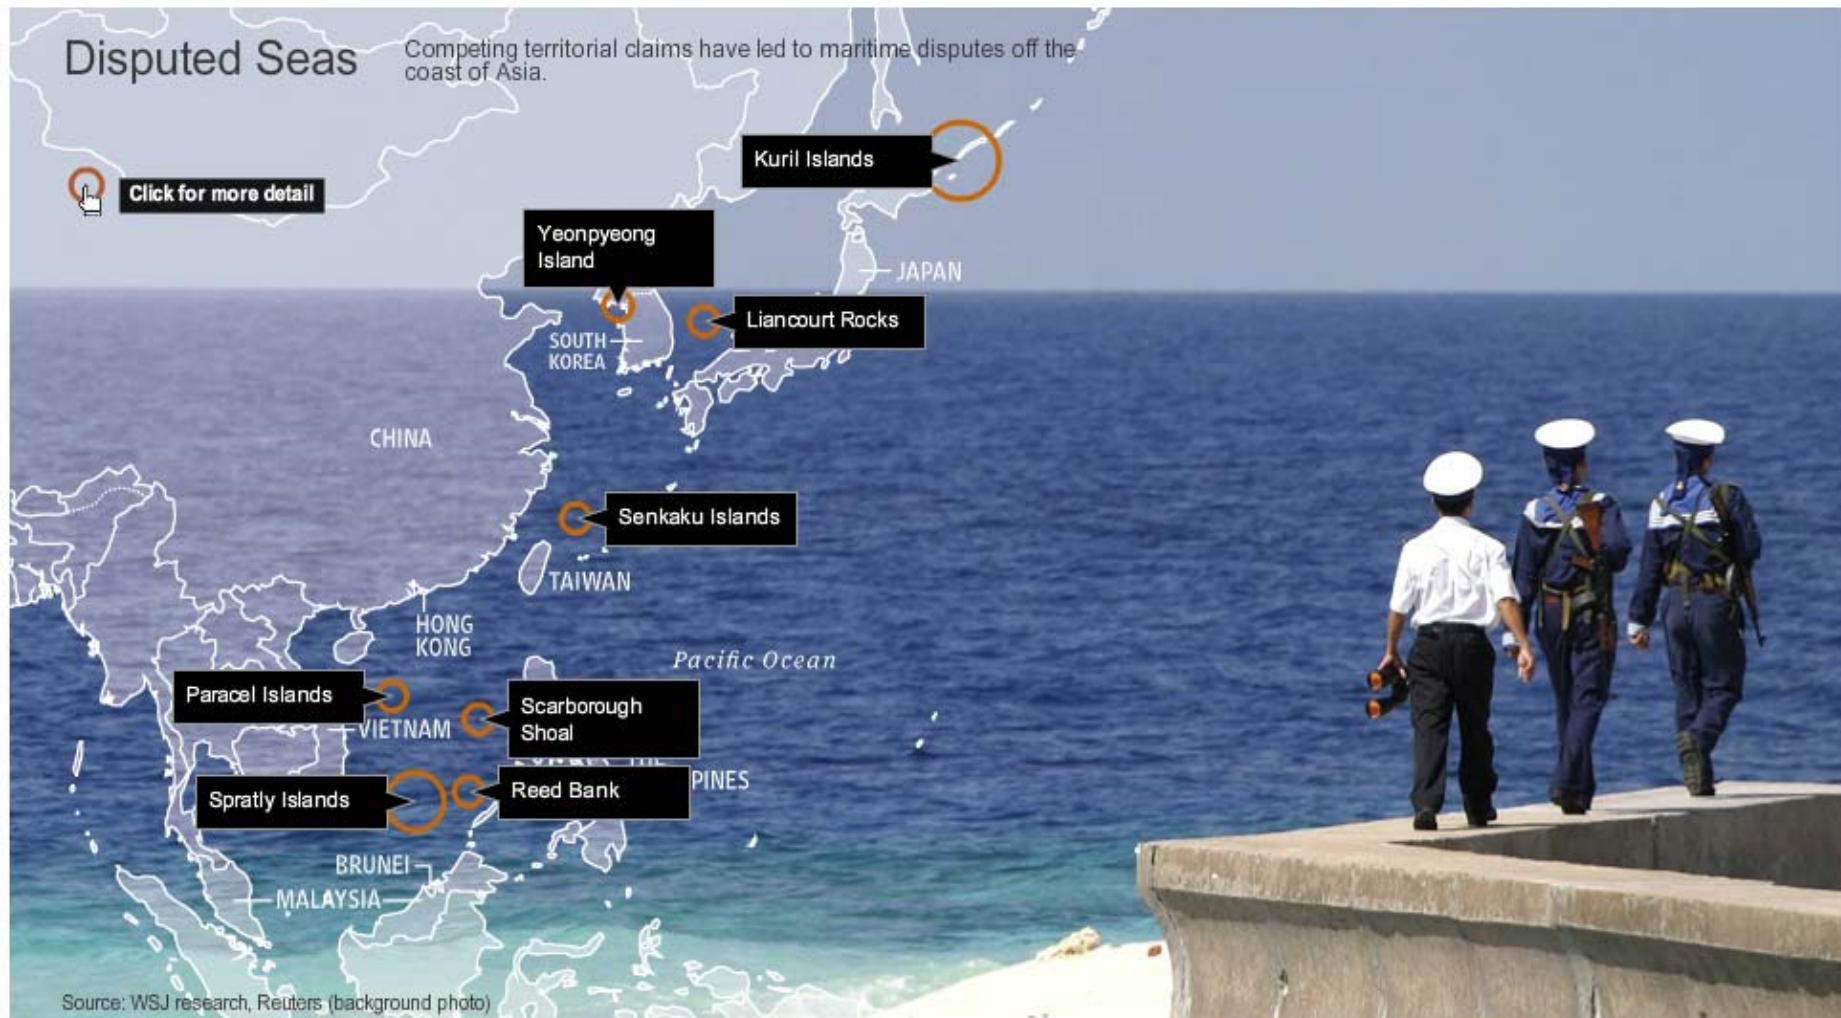 Disputed Seas
Competing territorial claims have led to maritime disputes off the
coast of Asia.
Click for more detail
Kuril Islands
Yeonpyeong
Island
JAPAN
Liancourt Rocks
SOUTH
KOREA
CHINA
Senkaku Islands
TAIWAN
HONG
KONG
Pacific Ocean
Paracel Islands
Scarborough
Shoal
VIETNAM
THE
PINES
Spratly Islands
Reed Bank
BRUNEI
MALAYSIA
Source: WSJ research, Reuters (background photo)